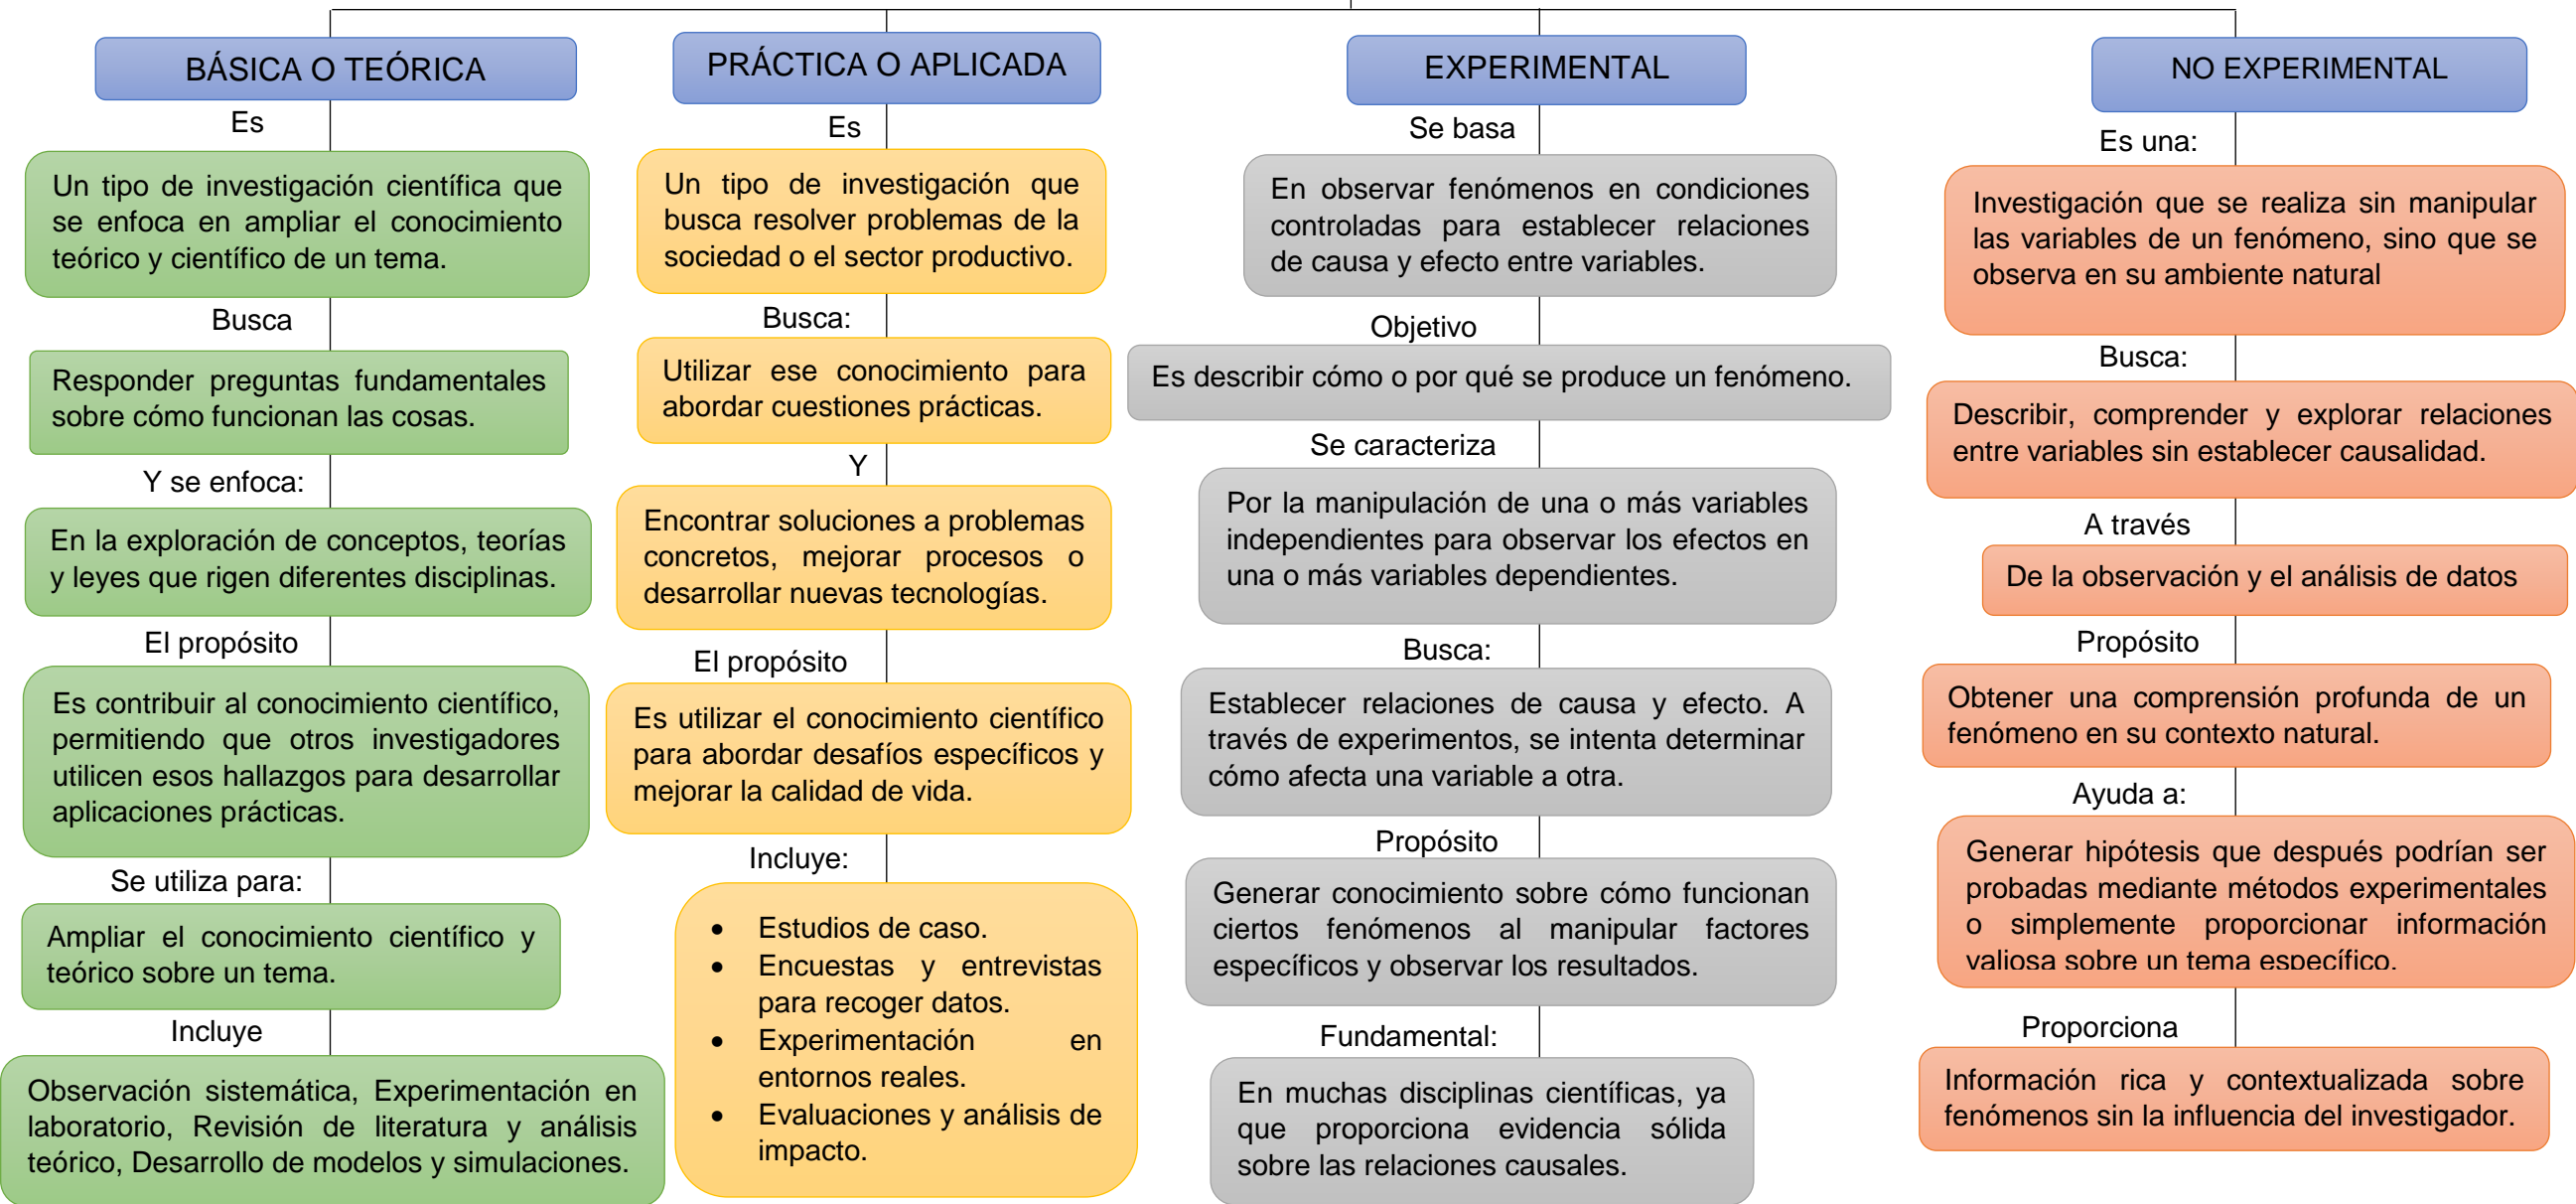 BÁSICA O TEÓRICA
Es
Un tipo de investigación científica que
se enfoca en ampliar el conocimiento
teórico y científico de un tema.
Busca
Responder preguntas fundamentales
sobre cómo funcionan las cosas.
Y se enfoca:
En la exploración de conceptos, teorías
y leyes que rigen diferentes disciplinas.
El propósito
Es contribuir al conocimiento científico,
permitiendo que otros investigadores
utilicen esos hallazgos para desarrollar
aplicaciones prácticas.
Se utiliza para:
Ampliar el conocimiento científico y
teórico sobre un tema.
Incluye
Observación sistemática, Experimentación en
laboratorio, Revisión de literatura y análisis
teórico, Desarrollo de modelos y simulaciones.
PRÁCTICA O APLICADA
Es
Un tipo de investigación que
busca resolver problemas de la
sociedad o el sector productivo.
Busca:
Utilizar ese conocimiento para
abordar cuestiones prácticas.
Y
Encontrar soluciones a problemas
concretos, mejorar procesos o
desarrollar nuevas tecnologías.
El propósito
Es utilizar el conocimiento científico
para abordar desafíos específicos y
mejorar la calidad de vida.
Incluye:
• Estudios de caso.
• Encuestas y entrevistas
para recoger datos.
• Experimentación en
entornos reales.
• Evaluaciones y análisis de
impacto.
EXPERIMENTAL
Se basa
En observar fenómenos en condiciones
controladas para establecer relaciones
de causa y efecto entre variables.
Objetivo
Es describir cómo o por qué se produce un fenómeno.
Se caracteriza
Por la manipulación de una o más variables
independientes para observar los efectos en
una o más variables dependientes.
Busca:
Establecer relaciones de causa y efecto. A
través de experimentos, se intenta determinar
cómo afecta una variable a otra.
Propósito
Generar conocimiento sobre cómo funcionan
ciertos fenómenos al manipular factores
específicos y observar los resultados.
Fundamental:
En muchas disciplinas científicas, ya
que proporciona evidencia sólida
sobre las relaciones causales.
NO EXPERIMENTAL
Es una:
Investigación que se realiza sin manipular
las variables de un fenómeno, sino que se
observa en su ambiente natural
Busca:
Describir, comprender y explorar relaciones
entre variables sin establecer causalidad.
A través
De la observación y el análisis de datos
Propósito
Obtener una comprensión profunda de un
fenómeno en su contexto natural.
Ayuda a:
Generar hipótesis que después podrían ser
probadas mediante métodos experimentales
o simplemente proporcionar información
valiosa sobre un tema específico.
Proporciona
Información rica y contextualizada sobre
fenómenos sin la influencia del investigador.